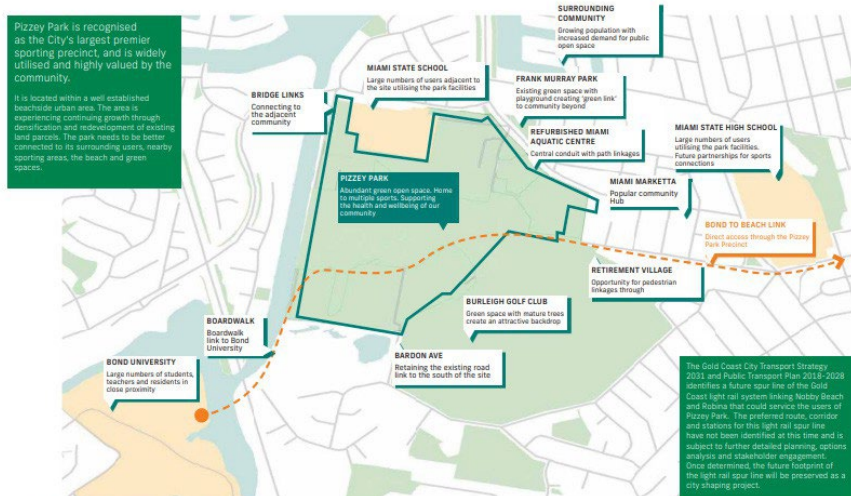 Pizzey Park is recognised
as the City's largest premier
sporting precinct, and is widely
utilised and highly valued by the
community.
It is located within a well established
beachside urban area. The area is
experiencing continuing growth through
densification and redevelopment of existing
land parcels. The park needs to be better
connected to its surrounding users, nearby
sporting areas, the beach and green
spaces.
SURROUNDING
COMMUNITY
Growing population with
increased demand for public
open space
MIAMI STATE SCHOOL
Large numbers of users adjacent to
the site utilising the park facilities
FRANK MURRAY PARK
Existing green space with
playground creating 'green link'
to community beyond
BRIDGE LINKS
Connecting to
the adjacent
community
REFURBISHED MIAMI
AQUATIC CENTRE
Central conduit with path linkages
MIAMI STATE HIGH SCHOOL
Large numbers of users
utilising the park facilities.
Future partnerships for sports
connections
PIZZEY PARK
Abundant green open space. Home
to multiple sports. Supporting
the health and wellbeing of our
community
MIAMI MARKETTA
Popular community
Hub
BOND TO BEACH LINK
Direct access through the Pizzey
Park Precinct
RETIREMENT VILLAGE
Opportunity for pedestrian
linkages through
BURLEIGH GOLF CLUB
Green space with mature trees
create an attractive backdrop
BOARDWALK
Boardwalk
link to Bond
University
BARDON AVE
Retaining the existing road
link to the south of the site
BOND UNIVERSITY
Large numbers of students,
teachers and residents in
close proximity
The Gold Coast City Transport Strategy
2031 and Public Transport Plan 2018-2028
identifies a future spur line of the Gold
Coast light rail system linking Nobby Beach
and Robina that could service the users of
Pizzey Park. The preferred route, corridor
and stations for this light rail spur line
have not been identified at this time and is
subject to further detailed planning, options
analysis and stakeholder engagement.
Once determined, the future footprint of
the light rail spur line will be preserved as a
city shaping project.